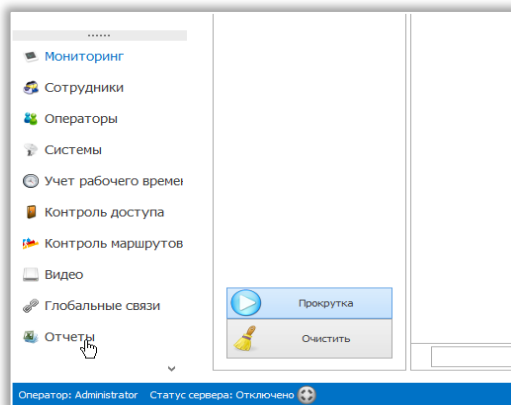 Мониторинг
Сотрудники
Операторы
Системы
Учет рабочего времен
Контроль доступа
Контроль маршрутов
Видео
Глобальные связи
Отчеты
Прокрутка
Очистить
Оператор: Administrator Статус сервера: Отключено